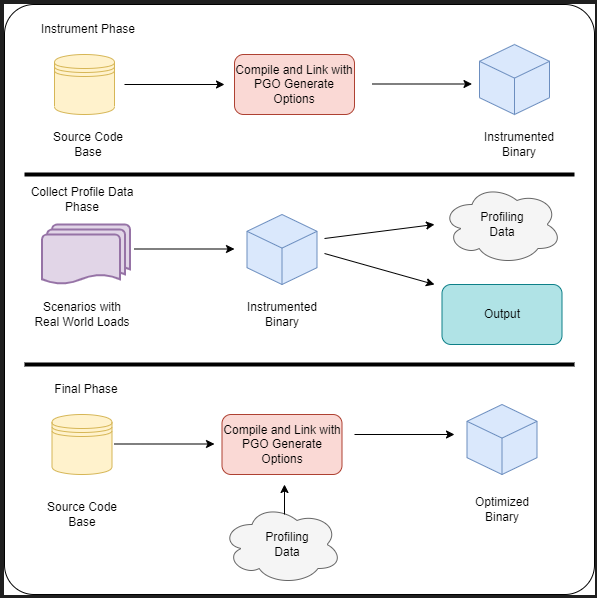 Instrument Phase
Compile and Link with
PGO Generate
Options
Source Code
Base
Instrumented
Binary
Collect Profile Data
Phase
Profiling
Data
Scenarios with
Real World Loads
Instrumented
Binary
Output
Final Phase
Compile and Link with
PGO Generate
Options
Source Code
Base
Optimized
Binary
Profiling
Data